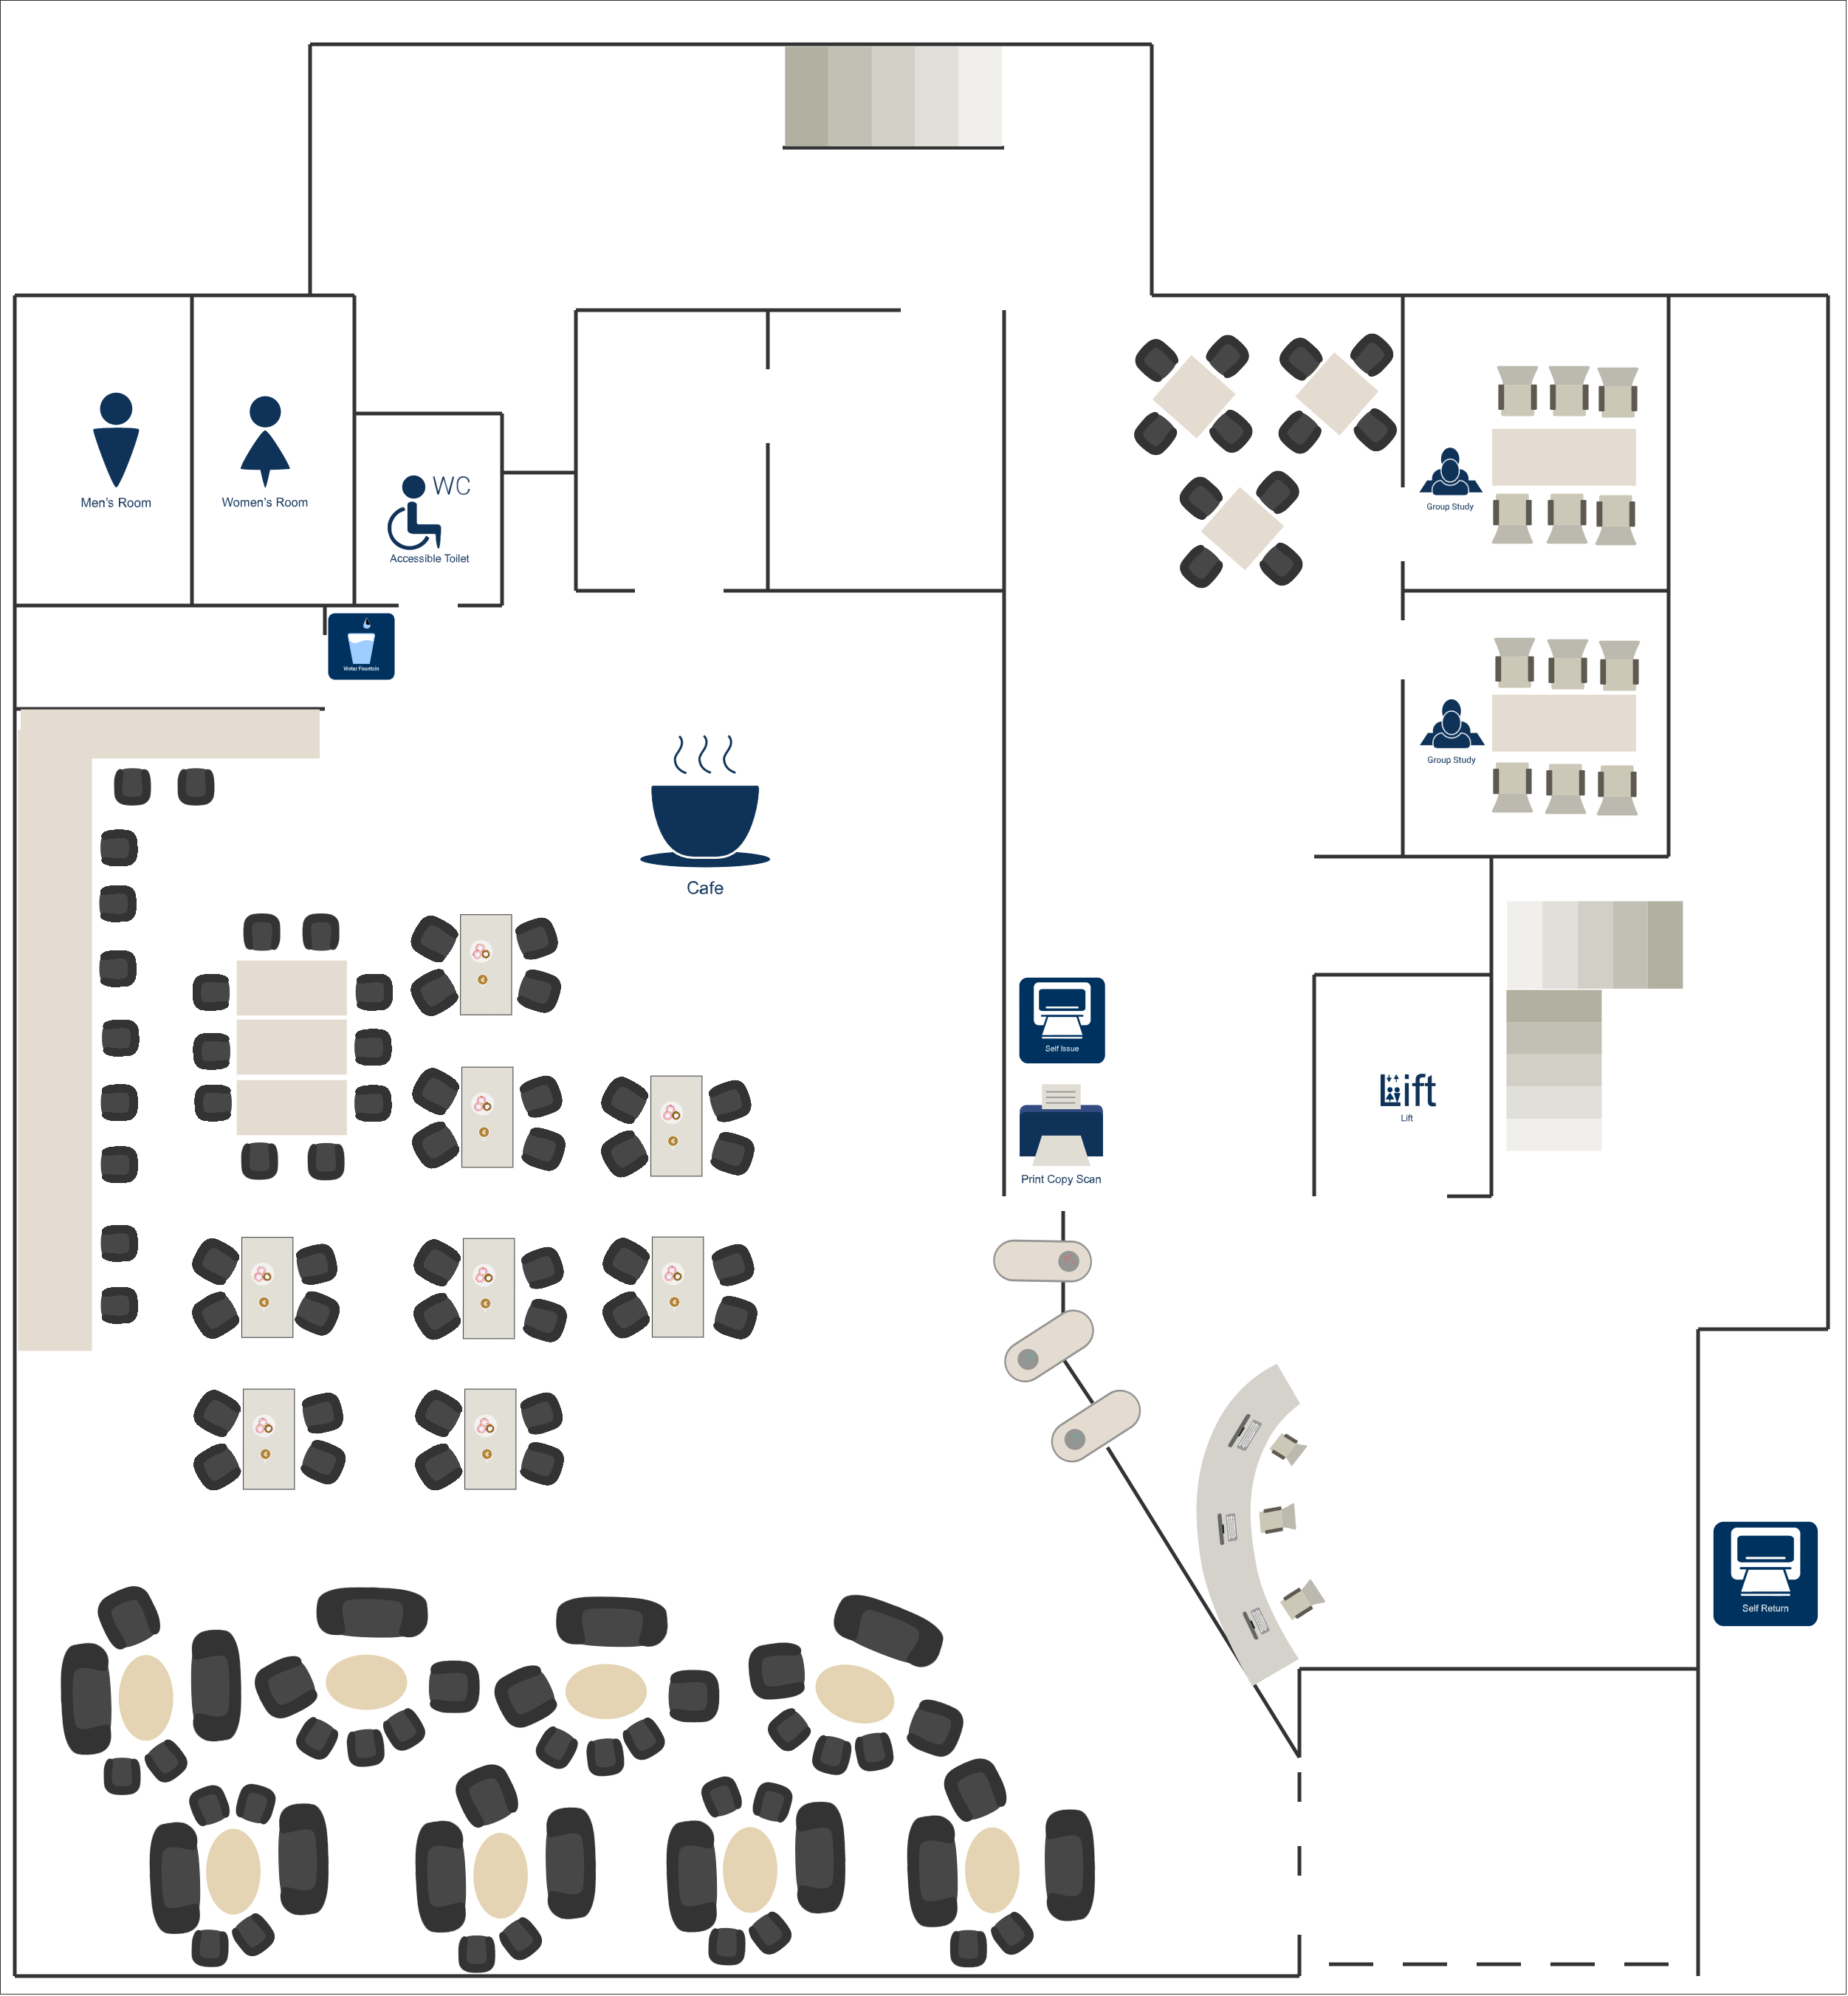 Men's Room
Women's Room
WC
Accessible Toilet
Water Fountain
Group Study
Group Study
Cafe
Self Issue
Print Copy Scan
Lift
Lift
Self Return